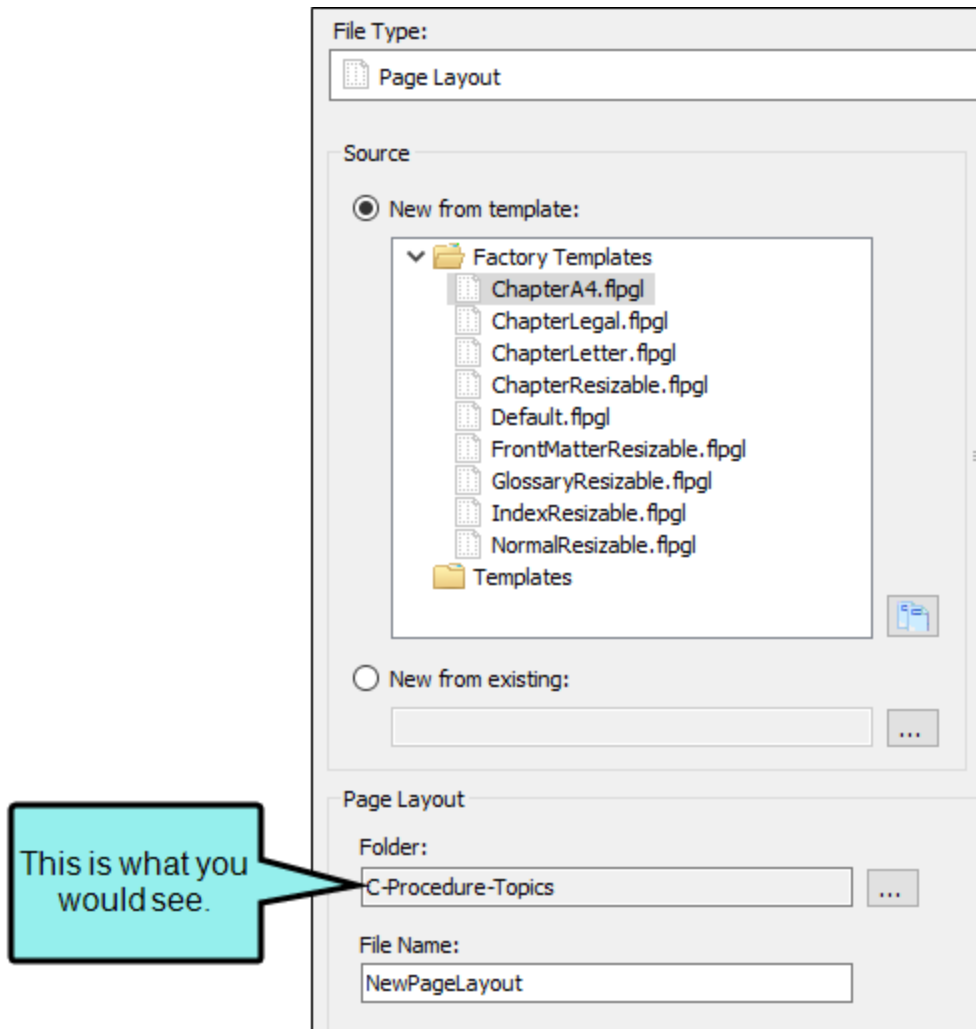 File Type:
Page Layout
Source
New from template:
Factory Templates
ChapterA4.flpgl
ChapterLegal.flpgl
ChapterLetter.flpgl
ChapterResizable.flpgl
Default.flpgl
FrontMatterResizable.flpgl
GlossaryResizable.flpgl
IndexResizable.flpgl
NormalResizable.flpgl
Templates
New from existing:
...
Page Layout
Folder:
This is what you
would see.
C-Procedure-Topics
...
File Name:
NewPageLayout